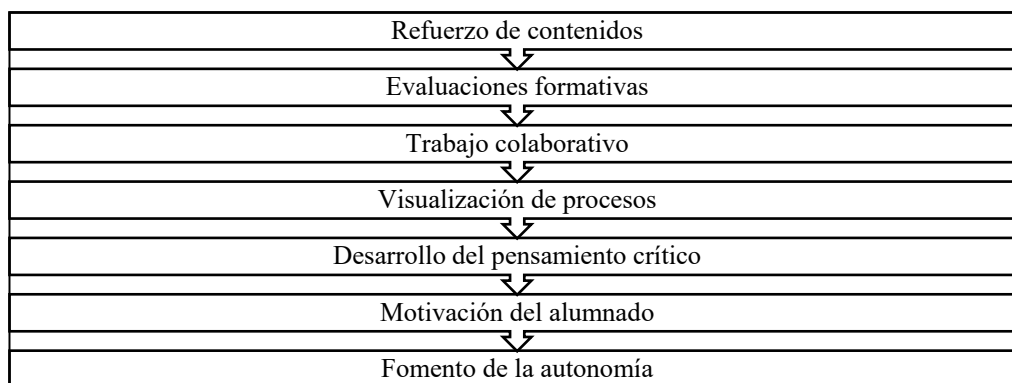 Refuerzo de contenidos
Evaluaciones formativas
Trabajo colaborativo
Visualización de procesos
Desarrollo del pensamiento crítico
Motivación del alumnado
Fomento de la autonomía